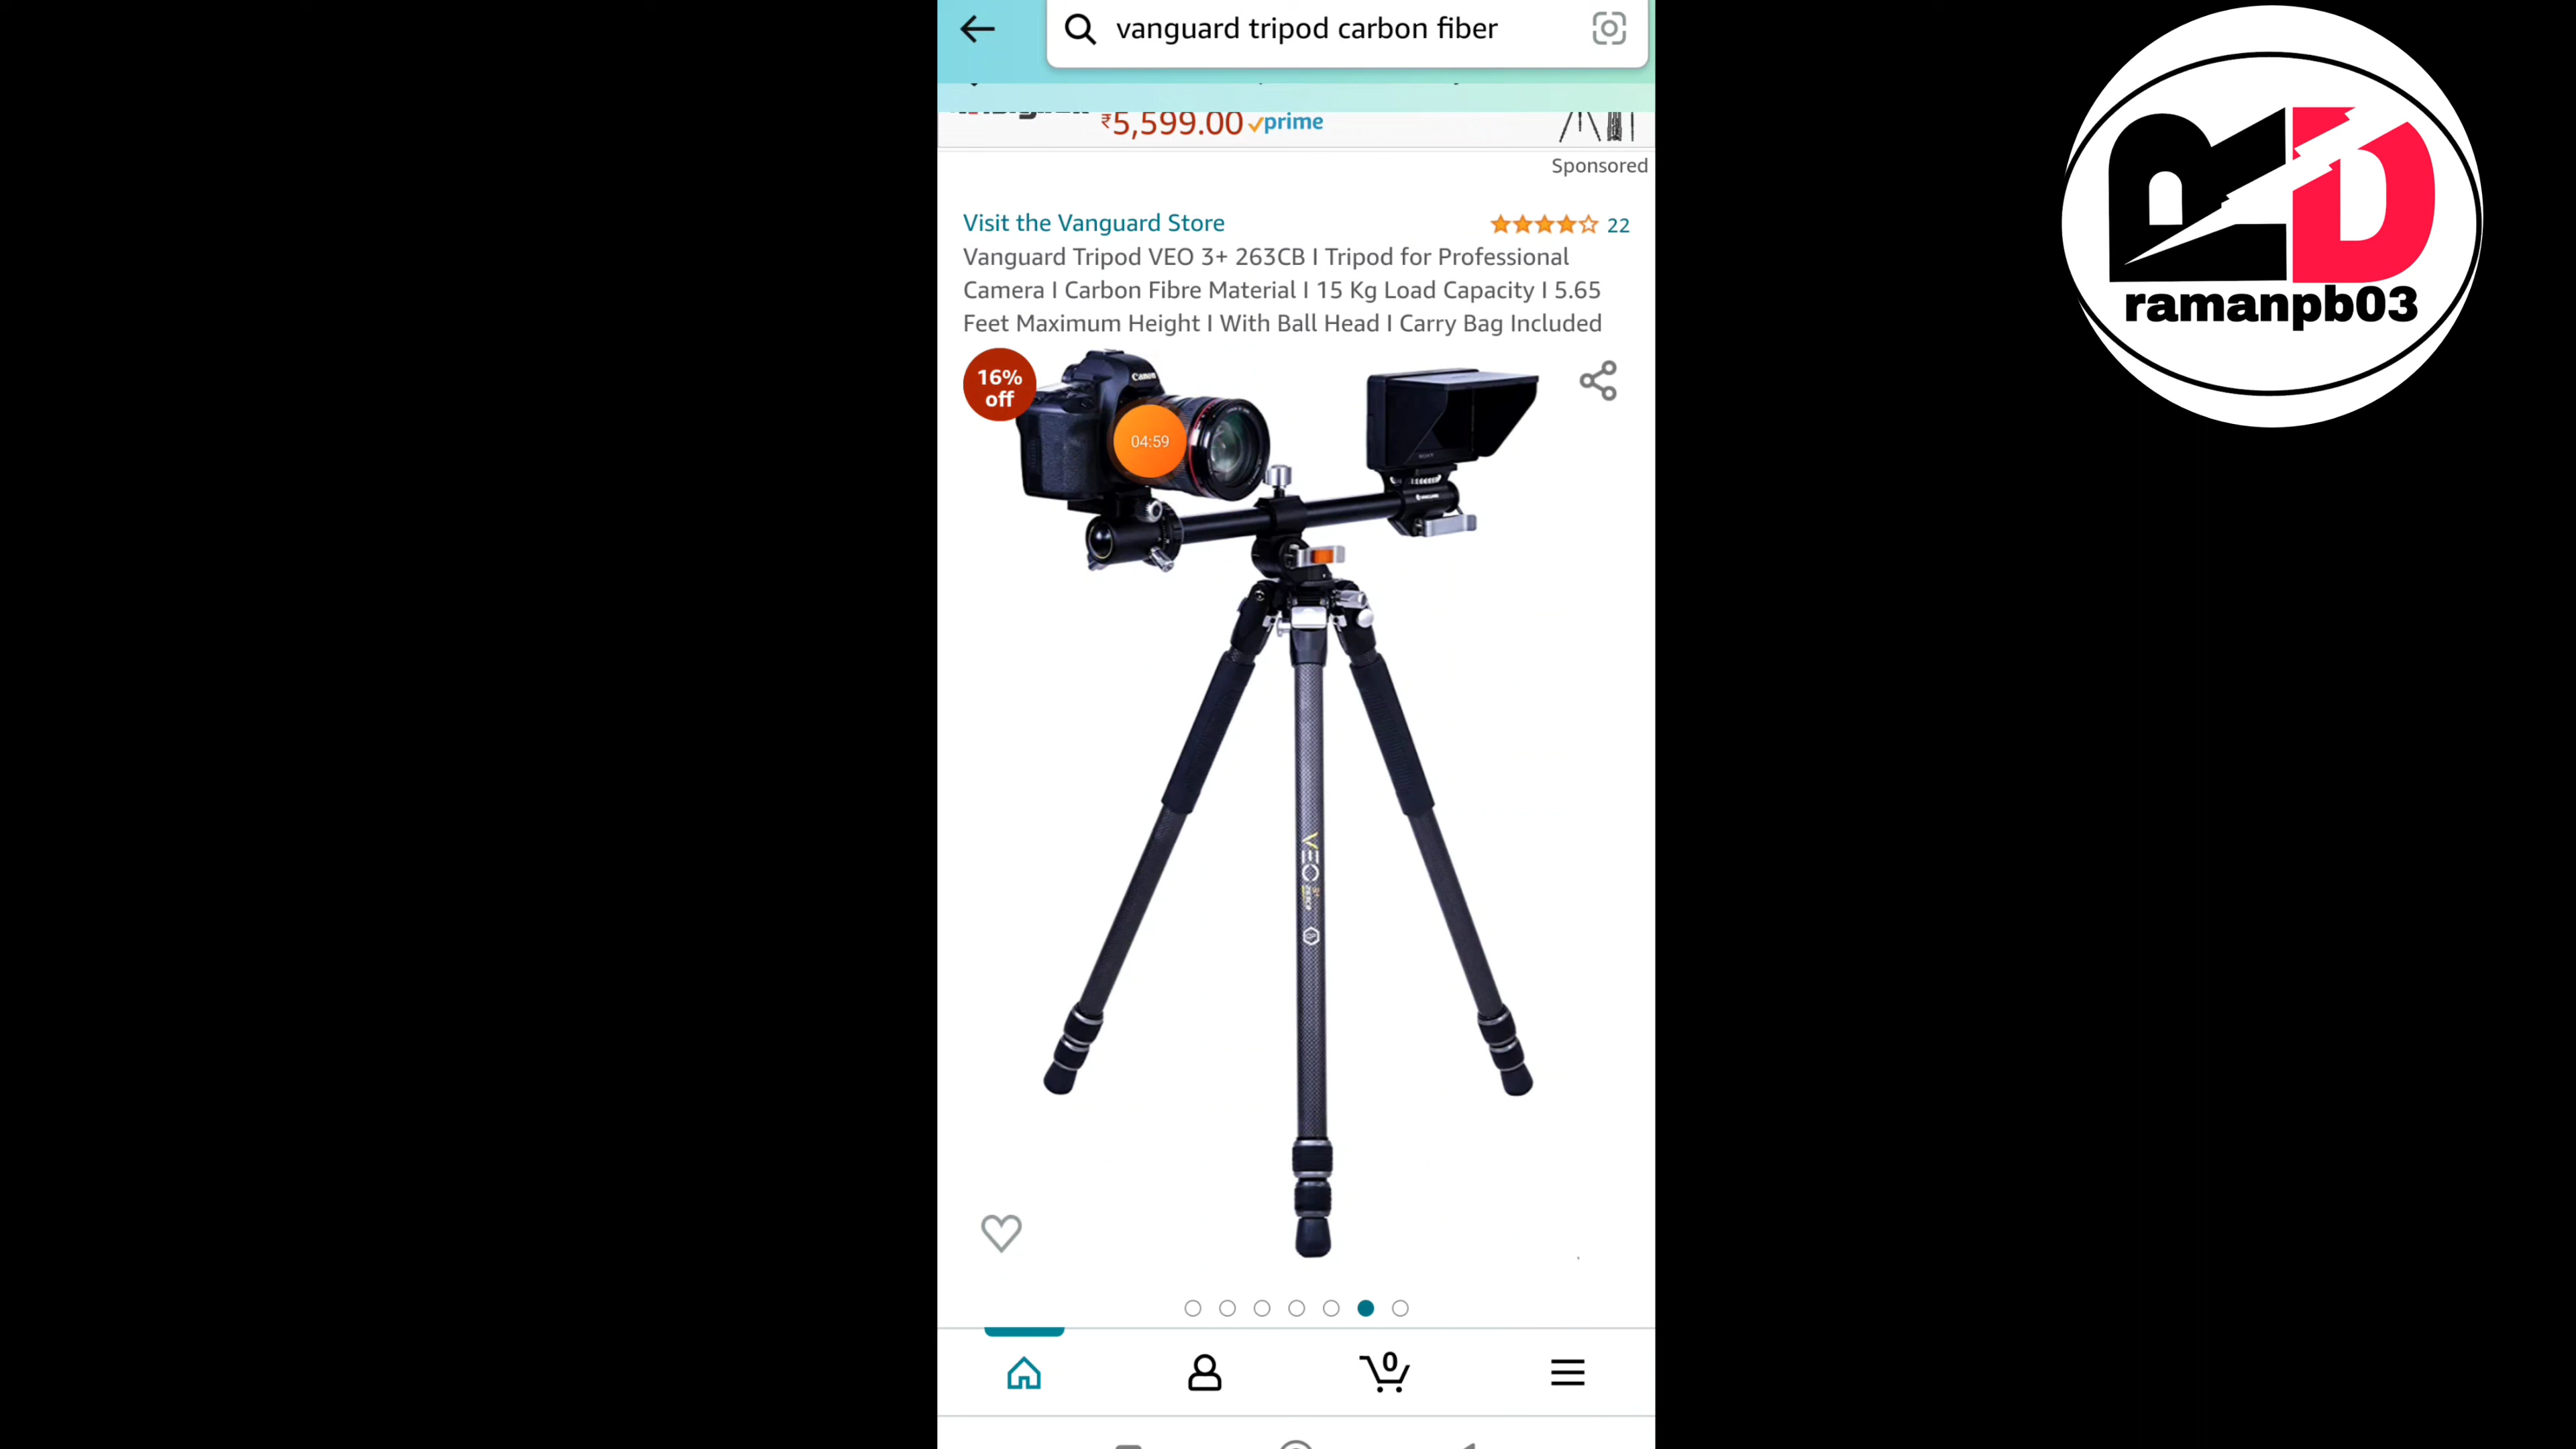 vanguard tripod carbon fiber
₹5,599.00 prime
Sponsored
Visit the Vanguard Store
22
Vanguard Tripod VEO 3+ 263CB I Tripod for Professional
Camera I Carbon Fibre Material I 15 Kg Load Capacity I 5.65
Feet Maximum Height I With Ball Head I Carry Bag Included
16%
off
Canon
04:59
VEO
0
RD
ramanpb03